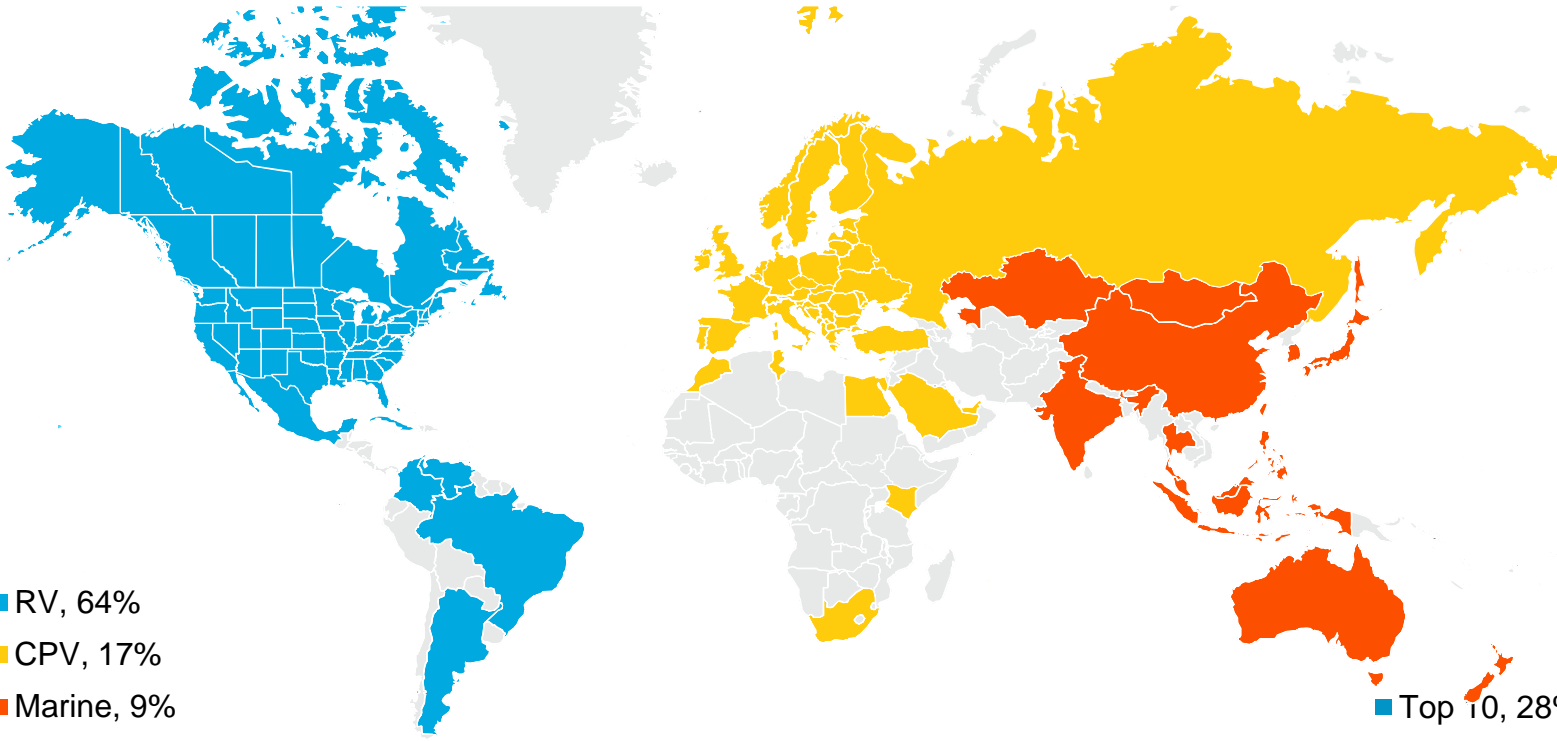 RV, 64%
CPV, 17%
Marine, 9%
Top 10, 28%